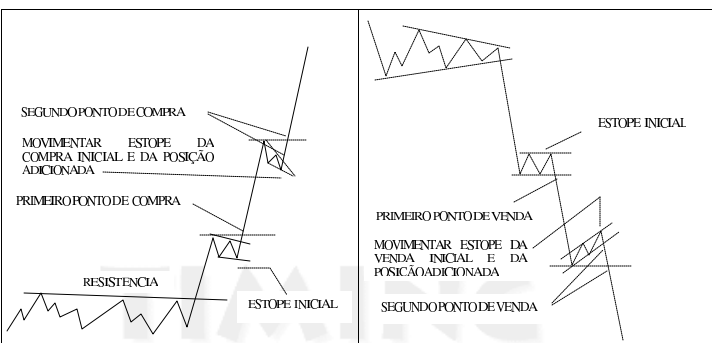 SEGUNDO PONTO DE COMPRA
MOVIMENTAR ESTOPE DA
COMPRA INICIAL E DA POSIÇÃO
ADICIONADA
PRIMEIRO PONTO DE COMPRA
RESISTENCIA
ESTOPE INICIAL
ESTOPE INICIAL
PRIMEIRO PONTO DE VENDA
MOVIMENTAR ESTOPE DA
VENDA INICIAL E DA
POSIÇÃO ADICIONADA
SEGUNDO PONTO DE VENDA
TIMING